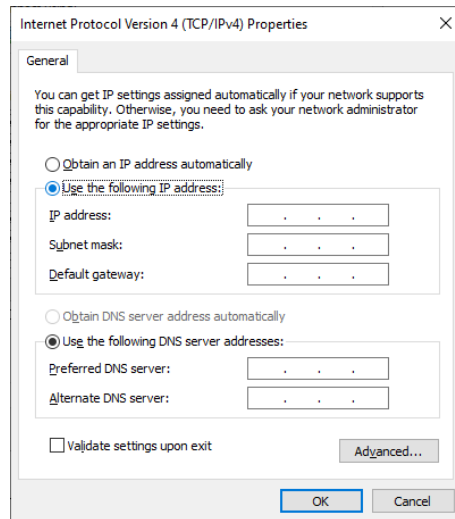 Internet Protocol Version 4 (TCP/IPv4) Properties
General
You can get IP settings assigned automatically if your network supports
this capability. Otherwise, you need to ask your network administrator
for the appropriate IP settings.
Obtain an IP address automatically
Use the following IP address:
IP address:
. . .
Subnet mask:
. . .
Default gateway:
. . .
Obtain DNS server address automatically
Use the following DNS server addresses:
Preferred DNS server:
. . .
Alternate DNS server:
. . .
Validate settings upon exit
Advanced...
OK
Cancel